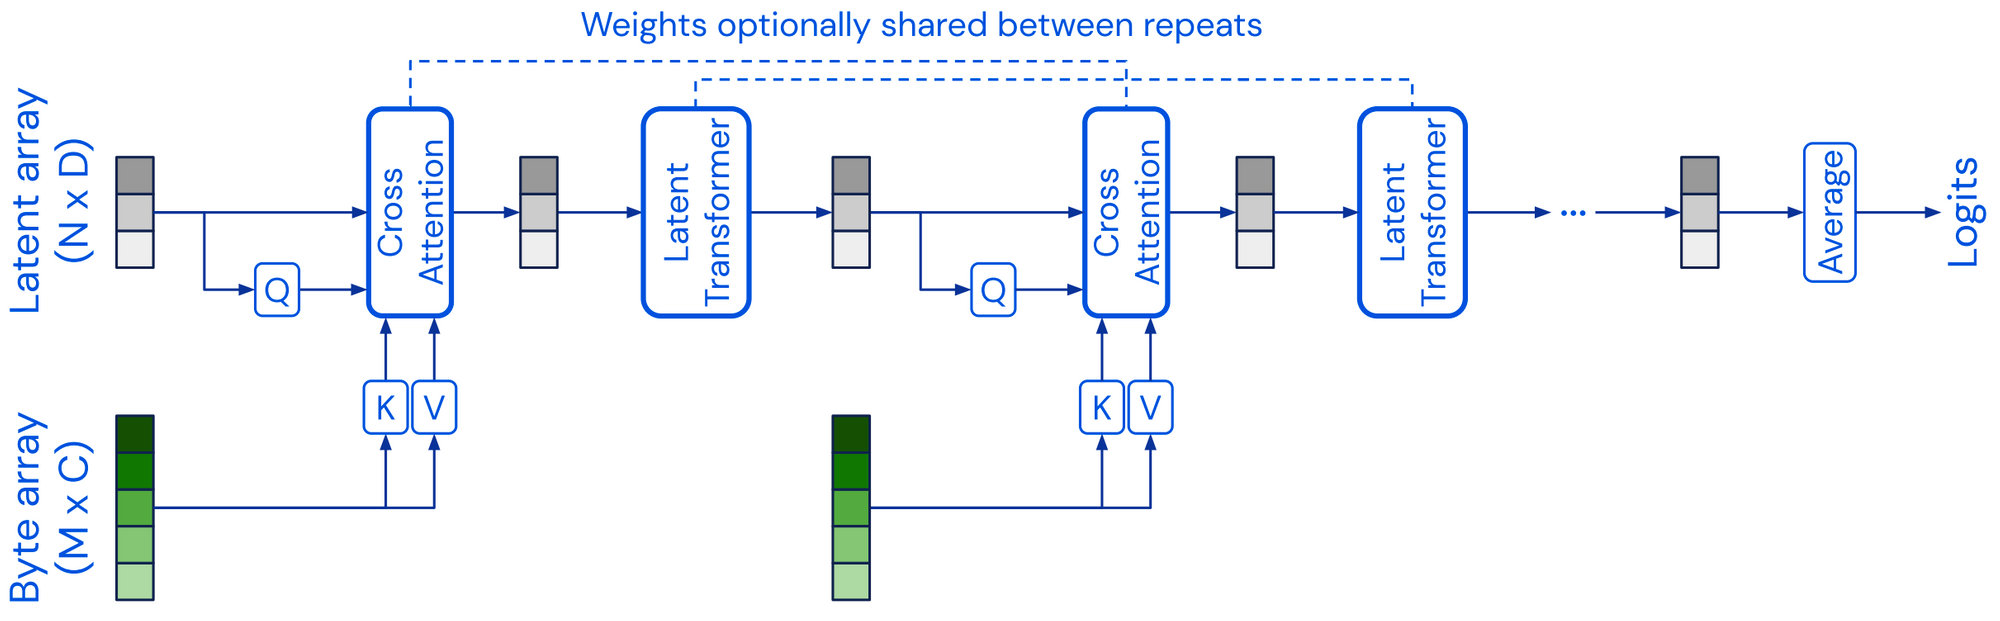 Weights optionally shared between repeats
Latent array
(N x D)
Cross
Attention
Latent
Transformer
Cross
Attention
Latent
Transformer
...
Average
Logits
Q
Q
K
V
K
V
Byte array
(M x C)